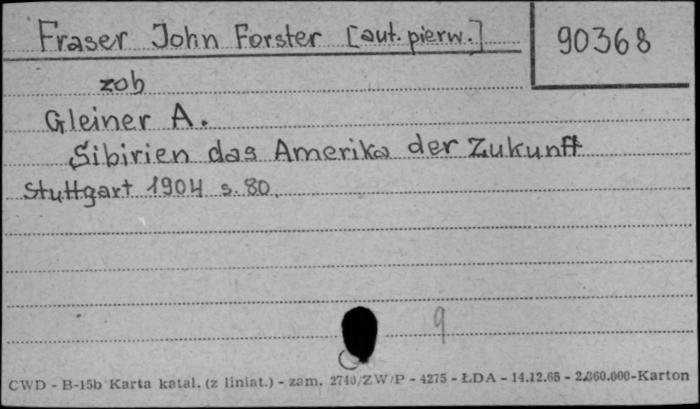 Fraser John Forster [aut. pierw.]
90368
zob
Gleiner A.
Sibirien das Amerika der Zukunft
Stuttgart 1904 s. 80.
9
CWD - B-15b Karta katal. (z liniat.) - zam. 2740/ZW/P - 4275 - ŁDA - 14.12.65 - 2.060.000-Karton